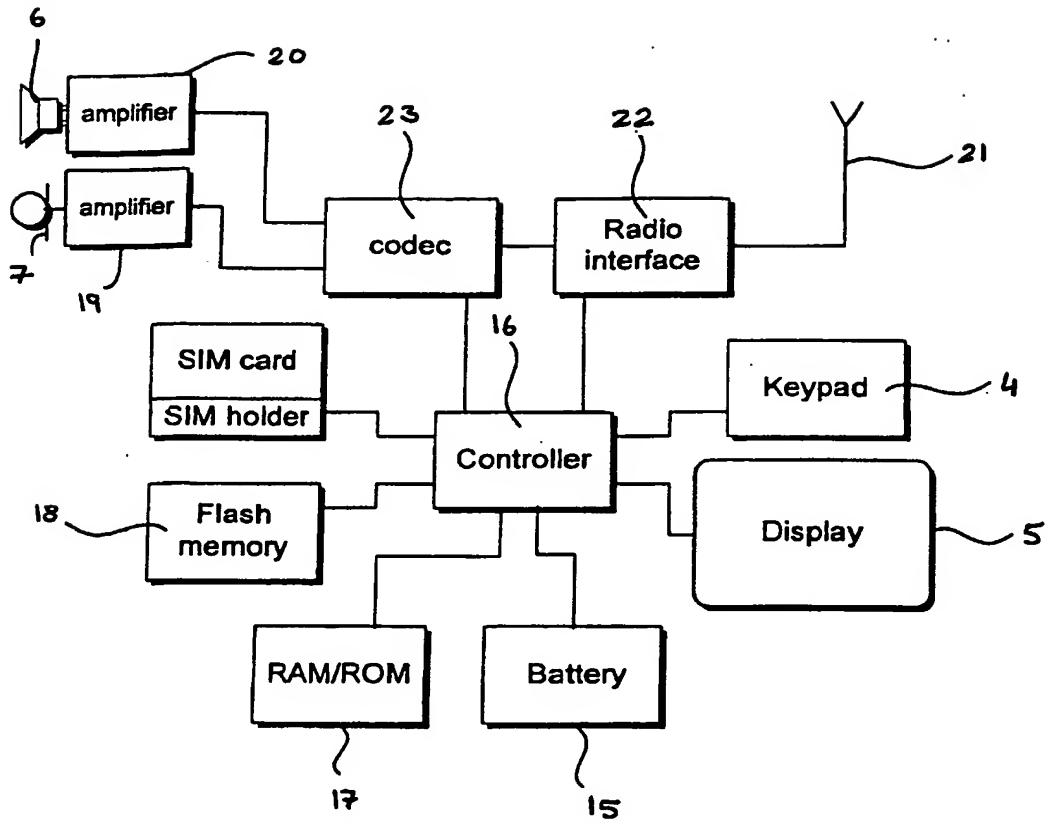 6
20
amplifier
23
22
21
amplifier
codec
Radio
interface
7
19
16
SIM card
SIM holder
Keypad
4
Controller
18
Flash
memory
Display
5
RAM/ROM
Battery
17
15